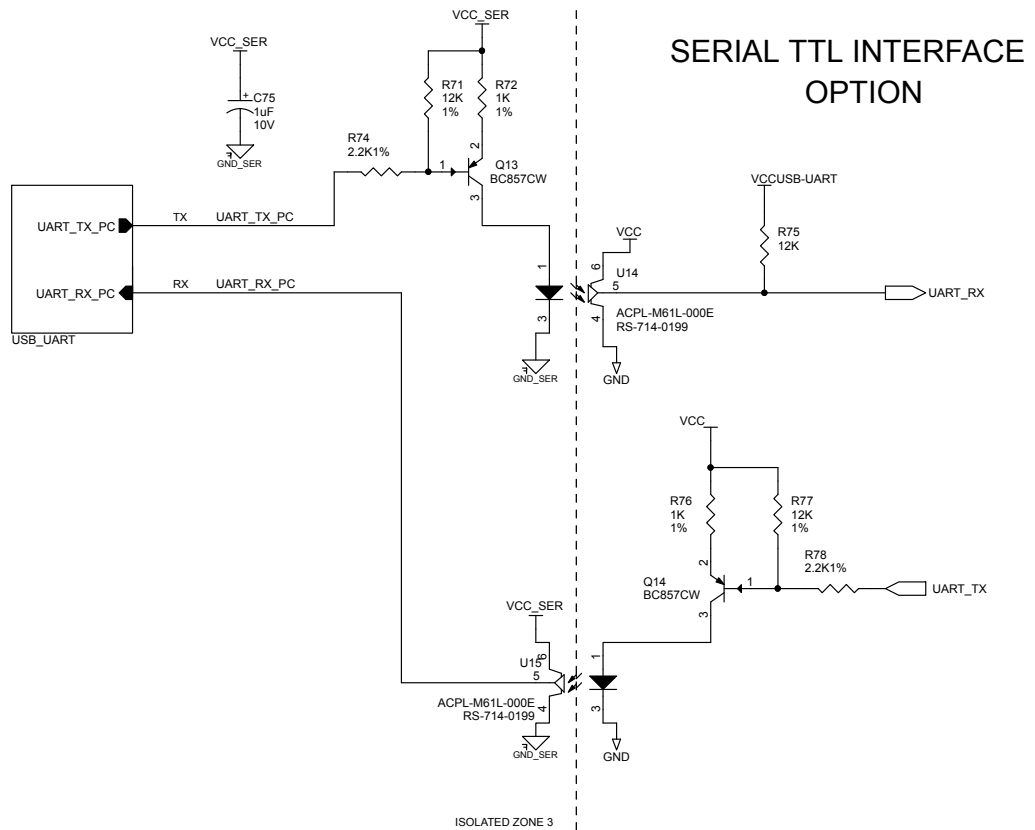 SERIAL TTL INTERFACE
OPTION
VCC_SER
VCC_SER
+
C75
1uF
10V
GND_SER
R71
12K
1%
R72
1K
1%
R74
2.2K1%
1
2
3
Q13
BC857CW
UART_TX_PC
TX
UART_TX_PC
UART_RX_PC
RX
UART_RX_PC
USB_UART
1
3
GND_SER
VCC
6
U14
5
4
ACPL-M61L-000E
RS-714-0199
GND
VCCUSB-UART
R75
12K
UART_RX
VCC
R76
1K
1%
R77
12K
1%
R78
2.2K1%
2
Q14
BC857CW
1
3
UART_TX
VCC_SER
6
U15
5
4
ACPL-M61L-000E
RS-714-0199
GND_SER
1
3
GND
ISOLATED ZONE 3